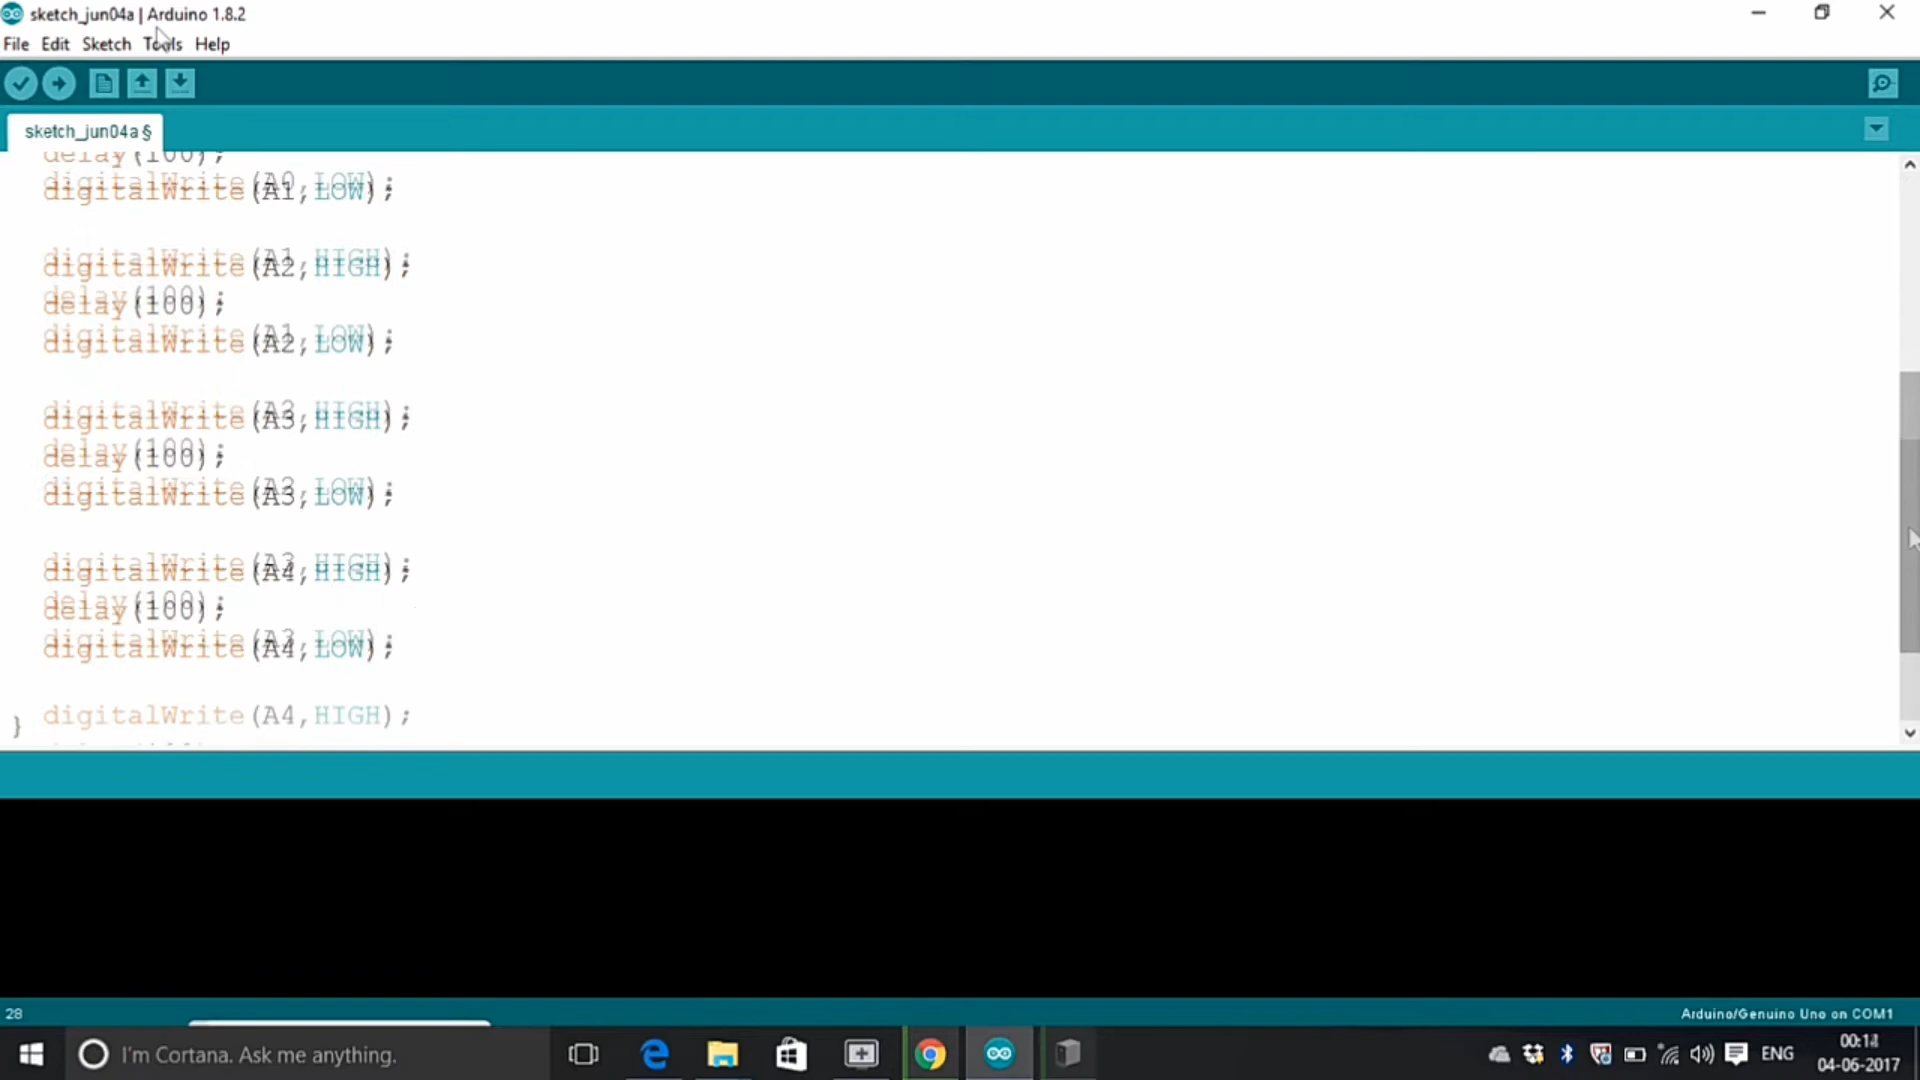 sketch_jun04a | Arduino 1.8.2
File Edit Sketch Tools Help
sketch_jun04a §
delay(100);
digitalWrite(A1,LOW);
digitalWrite(A2,HIGH);
delay(100);
digitalWrite(A2,LOW);
digitalWrite(A3,HIGH);
delay(100);
digitalWrite(A3,LOW);
digitalWrite(A4,HIGH);
delay(100);
digitalWrite(A4,LOW);
digitalWrite(A4,HIGH);
}
28
Arduino/Genuino Uno on COM1
I'm Cortana. Ask me anything.
ENG
04-06-2017